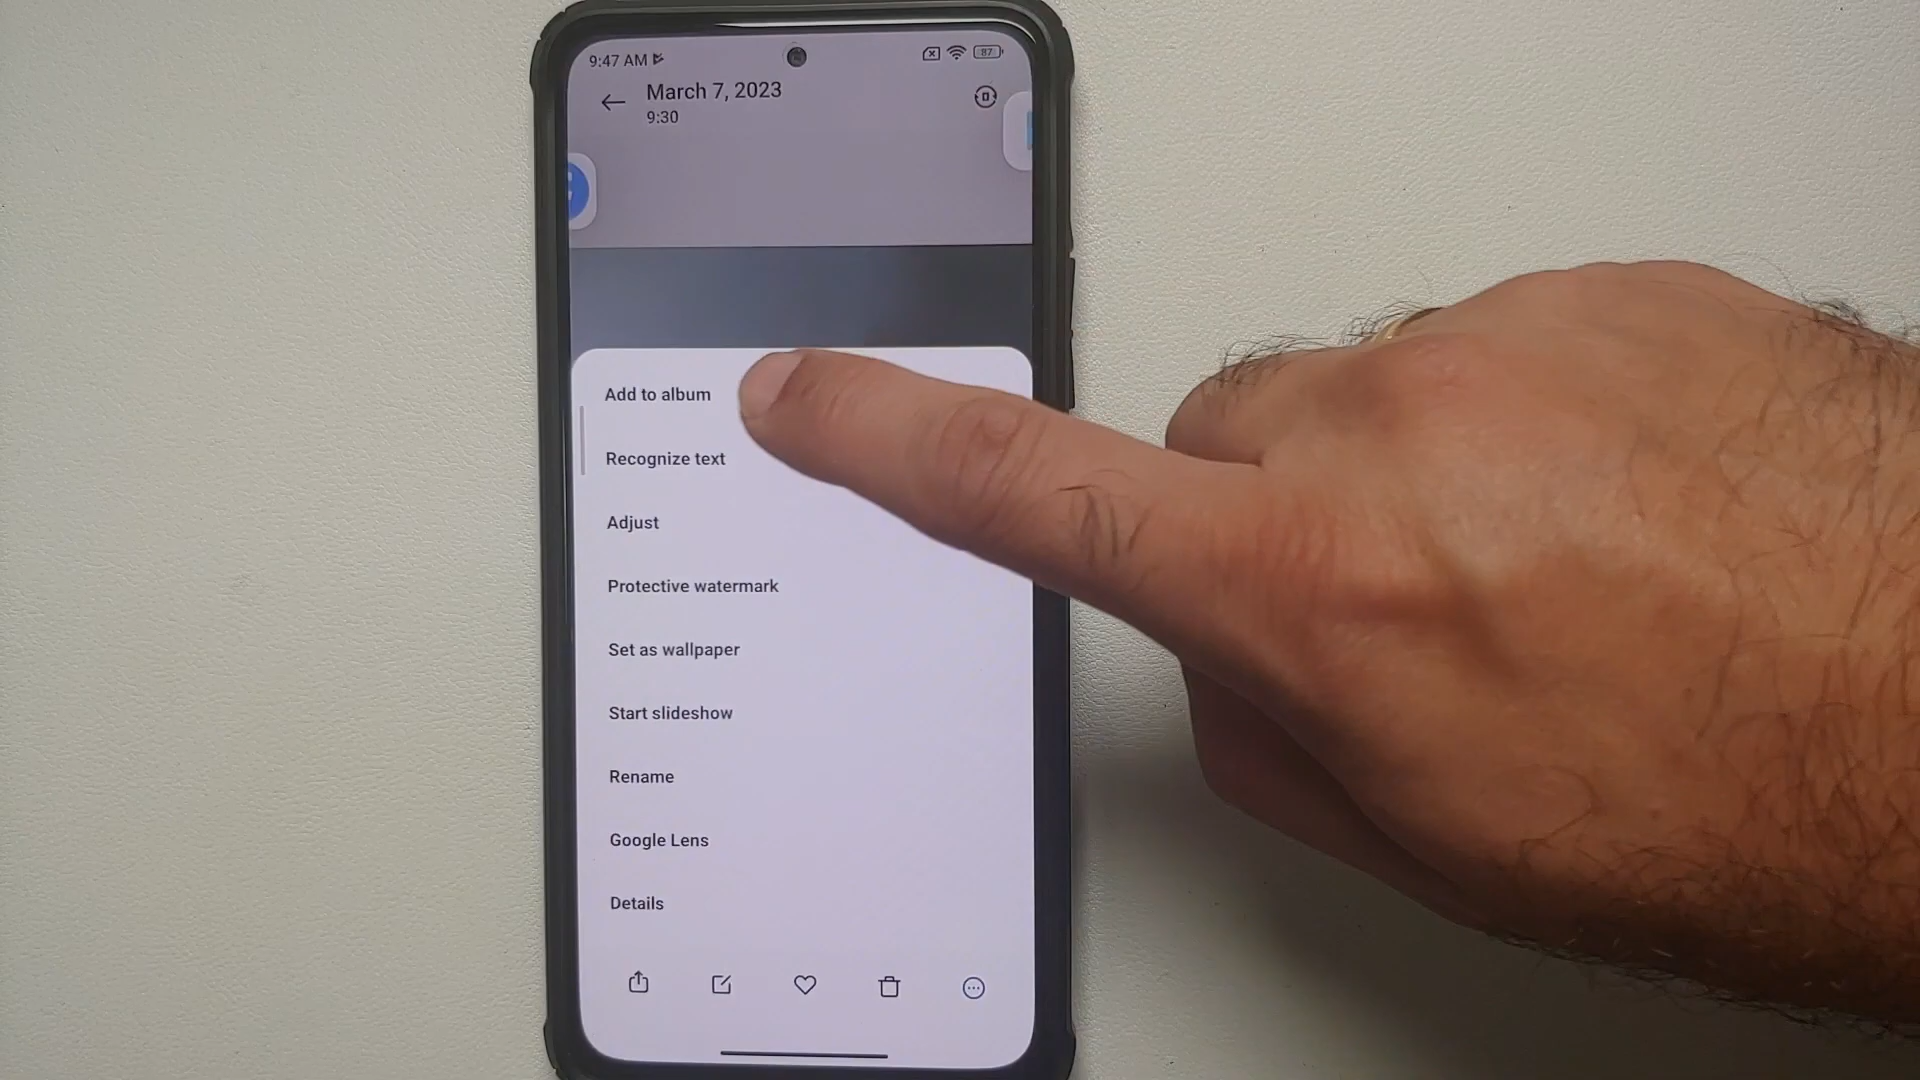 9:47 AM
87
March 7, 2023
9:30
Add to album
Recognize text
Adjust
Protective watermark
Set as wallpaper
Start slideshow
Rename
Google Lens
Details